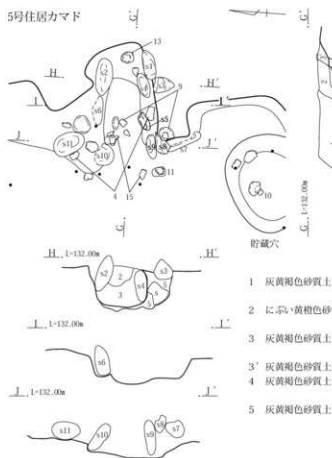 5号住居カマド
G'
G'
13
H
H'
s2
s1
s4
s3
9
I
I'
s6
s5
J
J'
s9
s8
s7
s11
s10
11
4
15
10
G
G L=132.00m
貯蔵穴
2
H L=132.00m
H'
s2
2
s4
s3
3
5
5
I L=132.00m
I'
s6
J L=132.00m
J'
s11
s10
s9
s8
s7
1 灰黄褐色砂質土
2 にぶい黄橙色砂
3 灰黄褐色砂質土
3' 灰黄褐色砂質土
4 灰黄褐色砂質土
5 灰黄褐色砂質土